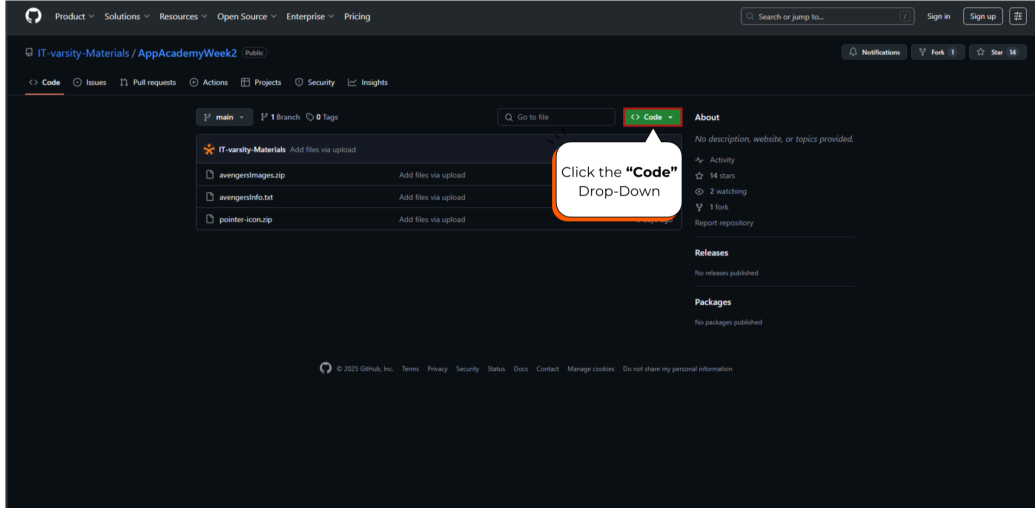 Product Solutions Resources Open Source Enterprise Pricing Search or jump to... / Sign in Sign up
IT-varsity-Materials / AppAcademyWeek2 Public Notifications Fork 1 Star 14
Code Issues Pull requests Actions Projects Security Insights
main 1 Branch 0 Tags Go to file Code About
No description, website, or topics provided.
IT-varsity-Materials Add files via upload
Activity
avengersImages.zip Add files via upload
14 stars
Click the “Code”
Drop-Down
2 watching
avengersInfo.txt Add files via upload
1 fork
pointer-icon.zip Add files via upload
Report repository
Releases
No releases published
Packages
No packages published
© 2025 GitHub, Inc. Terms Privacy Security Status Docs Contact Manage cookies Do not share my personal information